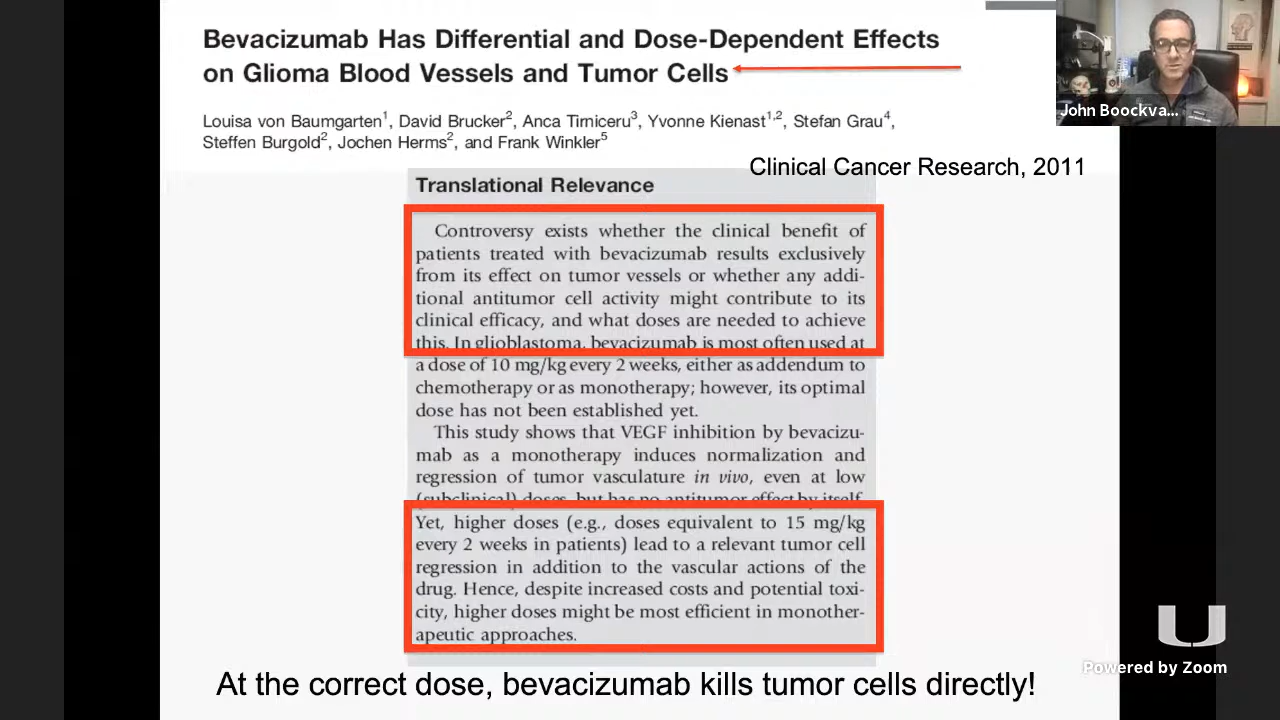 Bevacizumab Has Differential and Dose-Dependent Effects
on Glioma Blood Vessels and Tumor Cells
Louisa von Baumgarten1, David Brucker2, Anca Tirniceru3, Yvonne Kienast1,2, Stefan Grau4,
Steffen Burgold2, Jochen Herms2, and Frank Winkler5
John Boockva...
Clinical Cancer Research, 2011
Translational Relevance
Controversy exists whether the clinical benefit of
patients treated with bevacizumab results exclusively
from its effect on tumor vessels or whether any addi-
tional antitumor cell activity might contribute to its
clinical efficacy, and what doses are needed to achieve
this. In glioblastoma, bevacizumab is most often used at
a dose of 10 mg/kg every 2 weeks, either as addendum to
chemotherapy or as monotherapy; however, its optimal
dose has not been established yet.
This study shows that VEGF inhibition by bevacizu-
mab as a monotherapy induces normalization and
regression of tumor vasculature in vivo, even at low
(subclinical) doses, but has no antitumor effect by itself.
Yet, higher doses (e.g., doses equivalent to 15 mg/kg
every 2 weeks in patients) lead to a relevant tumor cell
regression in addition to the vascular actions of the
drug. Hence, despite increased costs and potential toxi-
city, higher doses might be most efficient in monother-
apeutic approaches.
At the correct dose, bevacizumab kills tumor cells directly!
U
Powered by Zoom